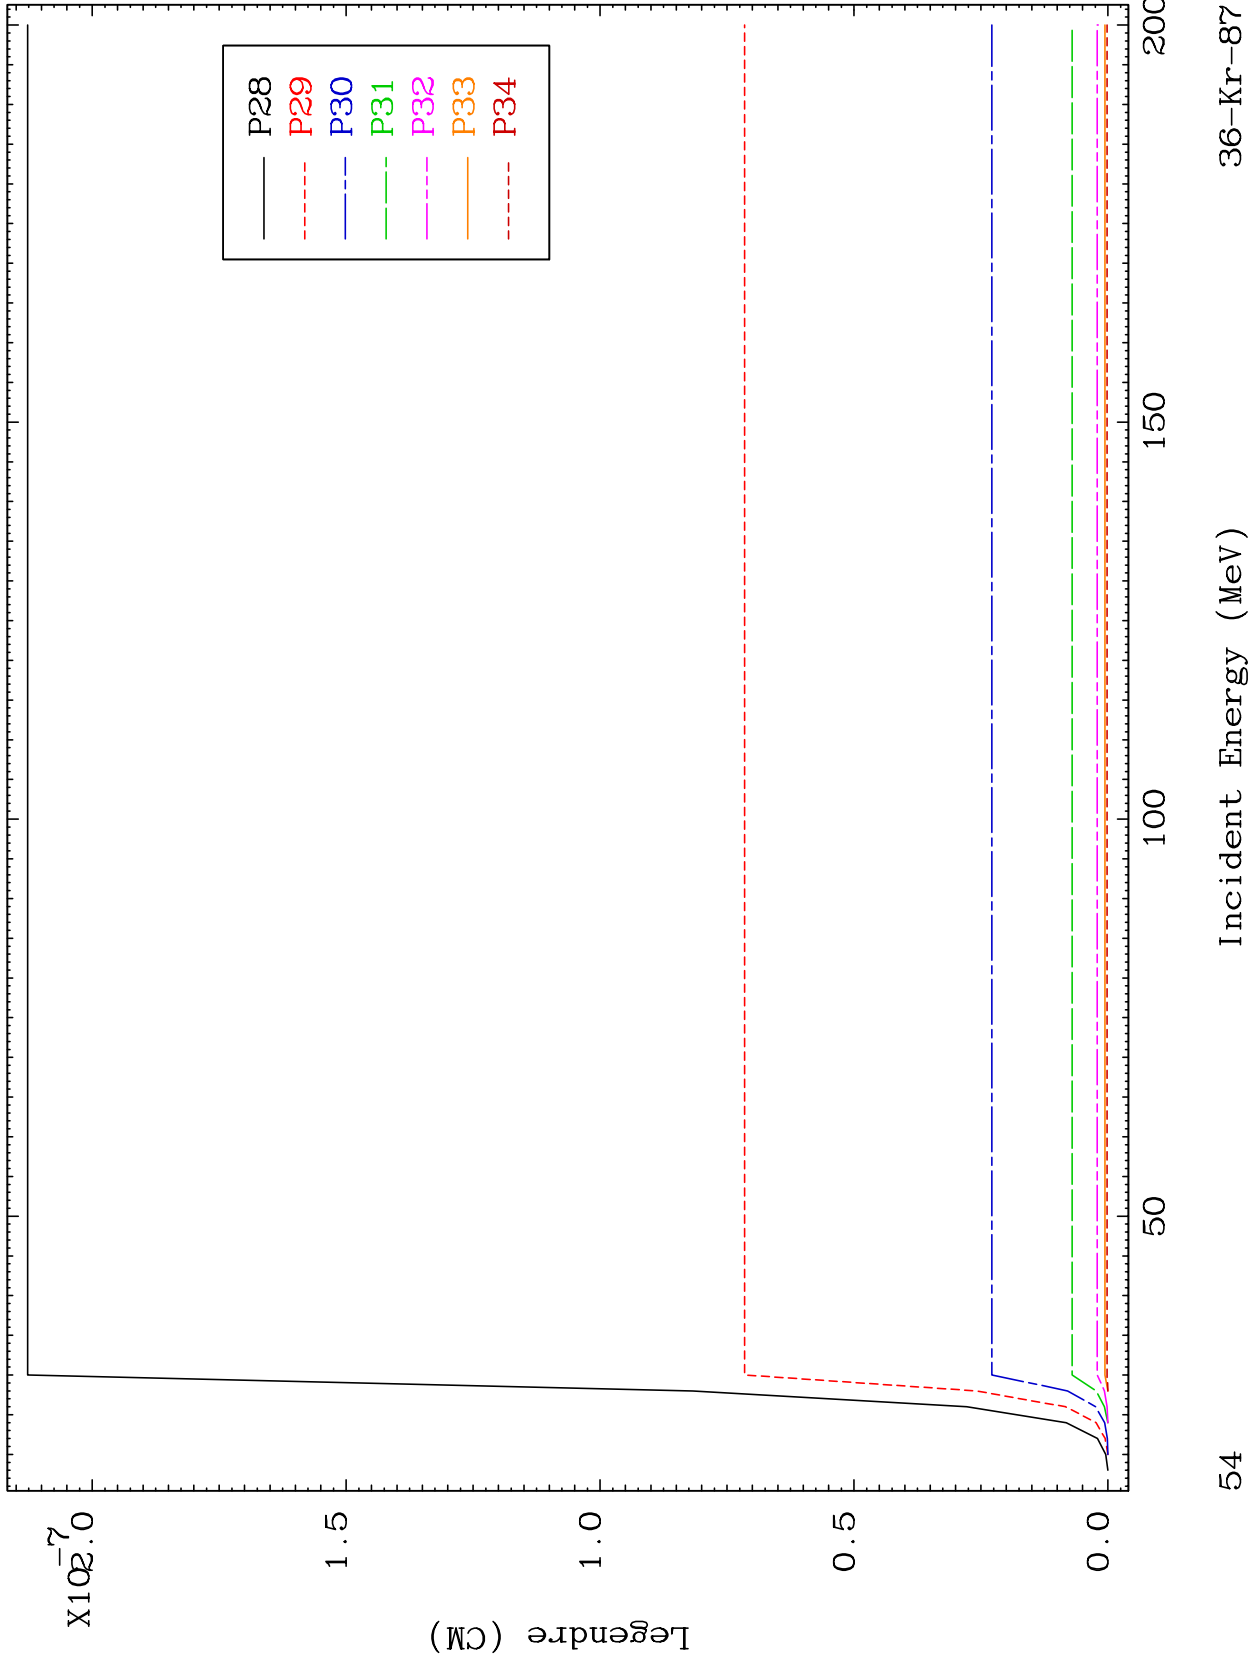 X10-7
2.0
1.5
1.0
0.5
0.0
Legendre (CM)
P28
P29
P30
P31
P32
P33
P34
50
100
150
200
Incident Energy (MeV)
54
36-Kr-87